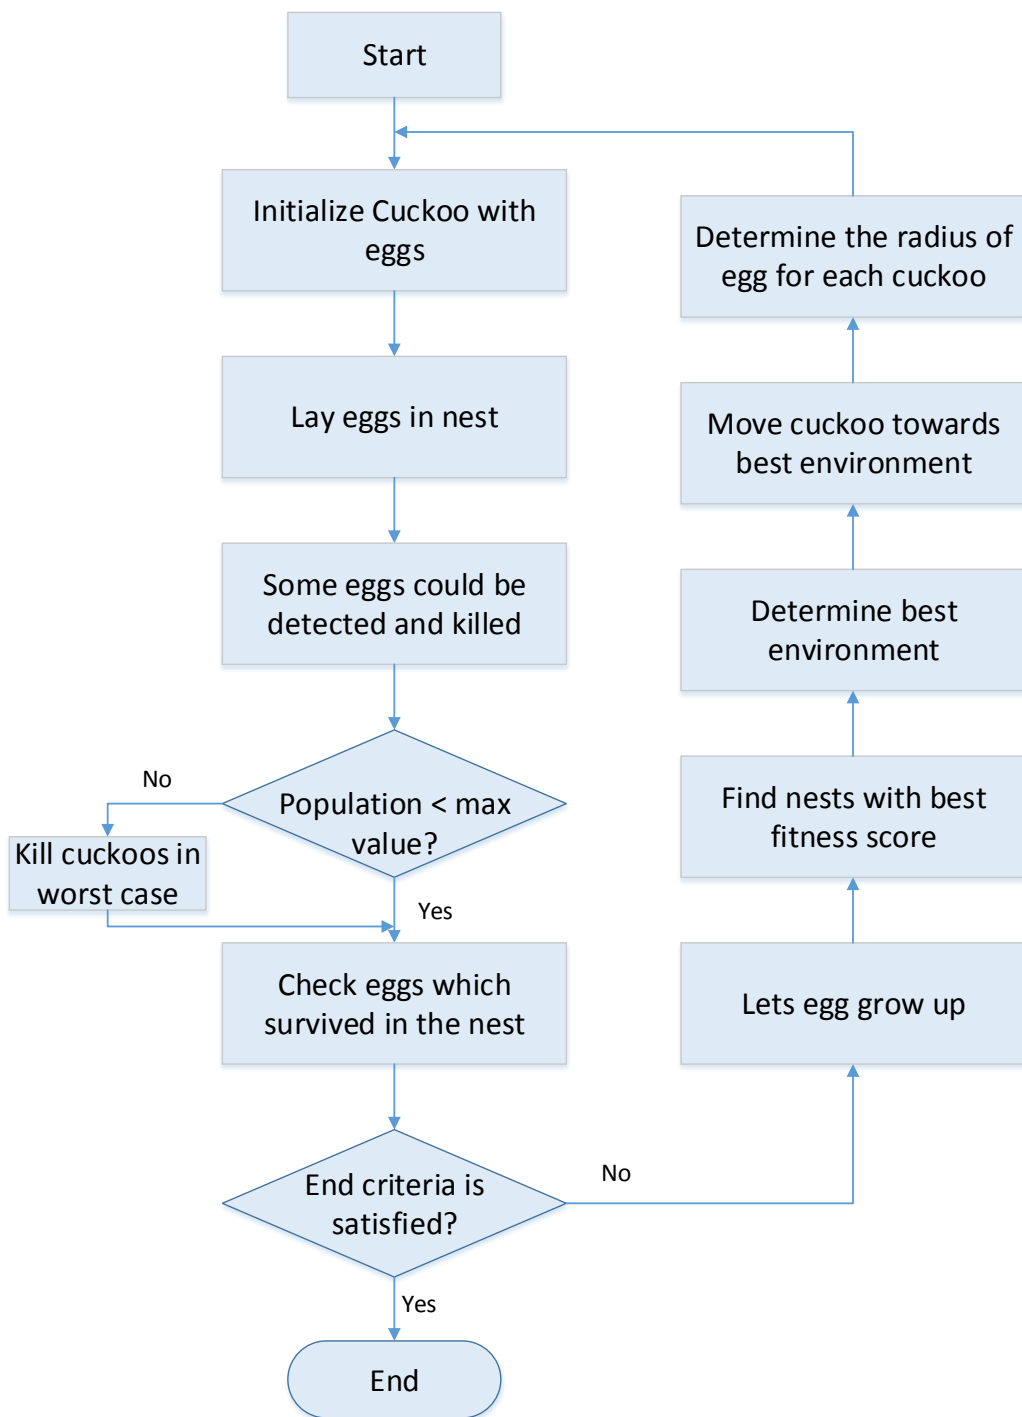 Start
Initialize Cuckoo with
eggs
Lay eggs in nest
Some eggs could be
detected and killed
No
Population < max
value?
Kill cuckoos in
worst case
Yes
Check eggs which
survived in the nest
End criteria is
satisfied?
No
Yes
End
Determine the radius of
egg for each cuckoo
Move cuckoo towards
best environment
Determine best
environment
Find nests with best
fitness score
Lets egg grow up